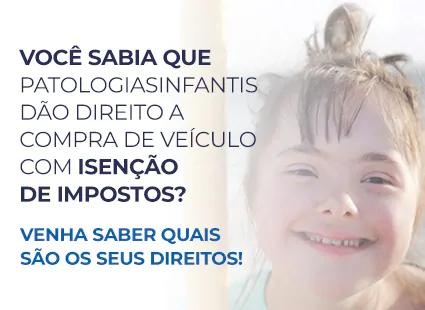 VOCÊ SABIA QUE
PATOLOGIASINFANTIS
DÃO DIREITO A
COMPRA DE VEÍCULO
COM ISENÇÃO
DE IMPOSTOS?
VENHA SABER QUAIS
SÃO OS SEUS DIREITOS!